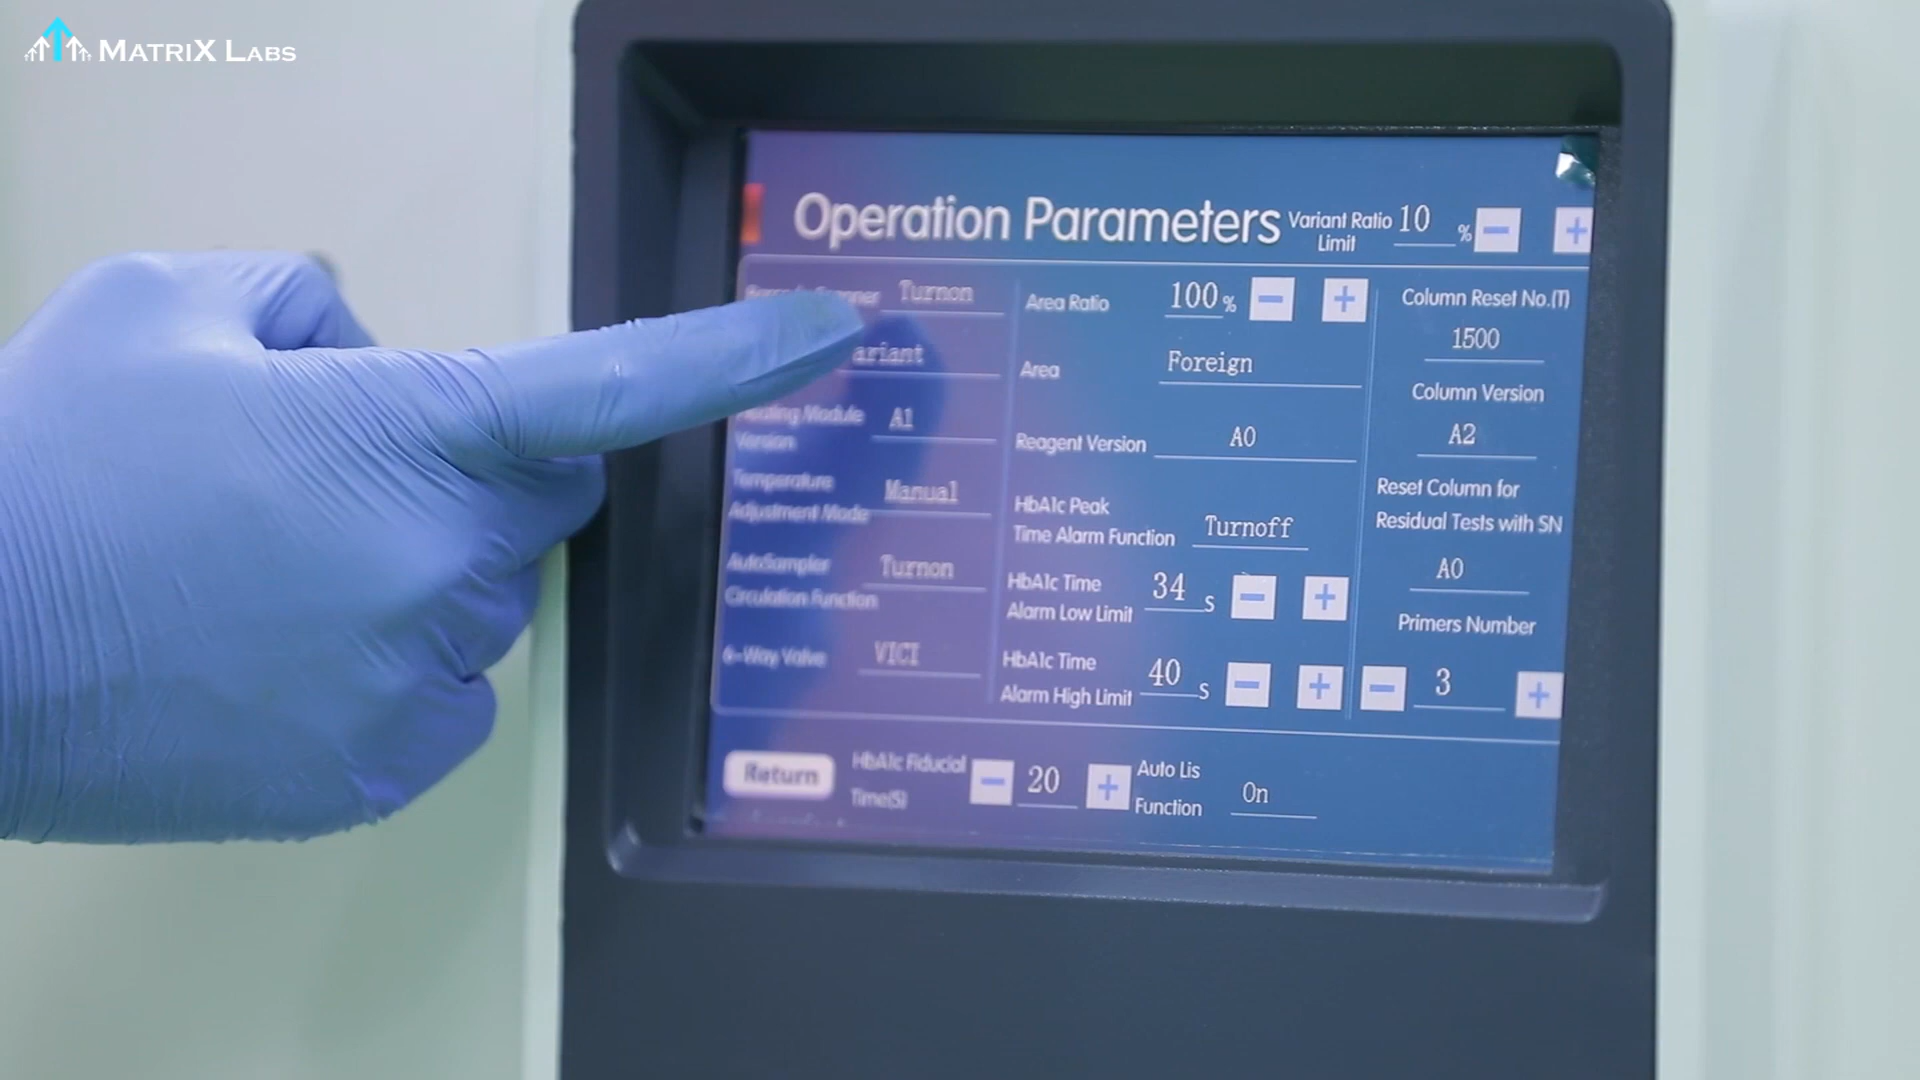 MATRIX LABS
Operation Parameters
Variant Ratio 10 % − +
Limit
Scanner Turnon
ariant
Heating Module A1
Version
Temperature Manual
Adjustment Mode
AutoSampler Turnon
Circulation Function
6-Way Valve VICI
Area Ratio 100 % − +
Area Foreign
Reagent Version A0
HbA1c Peak
Time Alarm Function Turnoff
HbA1c Time 34 s − +
Alarm Low Limit
HbA1c Time 40 s − +
Alarm High Limit
Column Reset No.(T)
1500
Column Version
A2
Reset Column for
Residual Tests with SN
A0
Primers Number
− 3 +
Return
HbA1c Fiducial − 20 +
Time(S)
Auto Lis On
Function